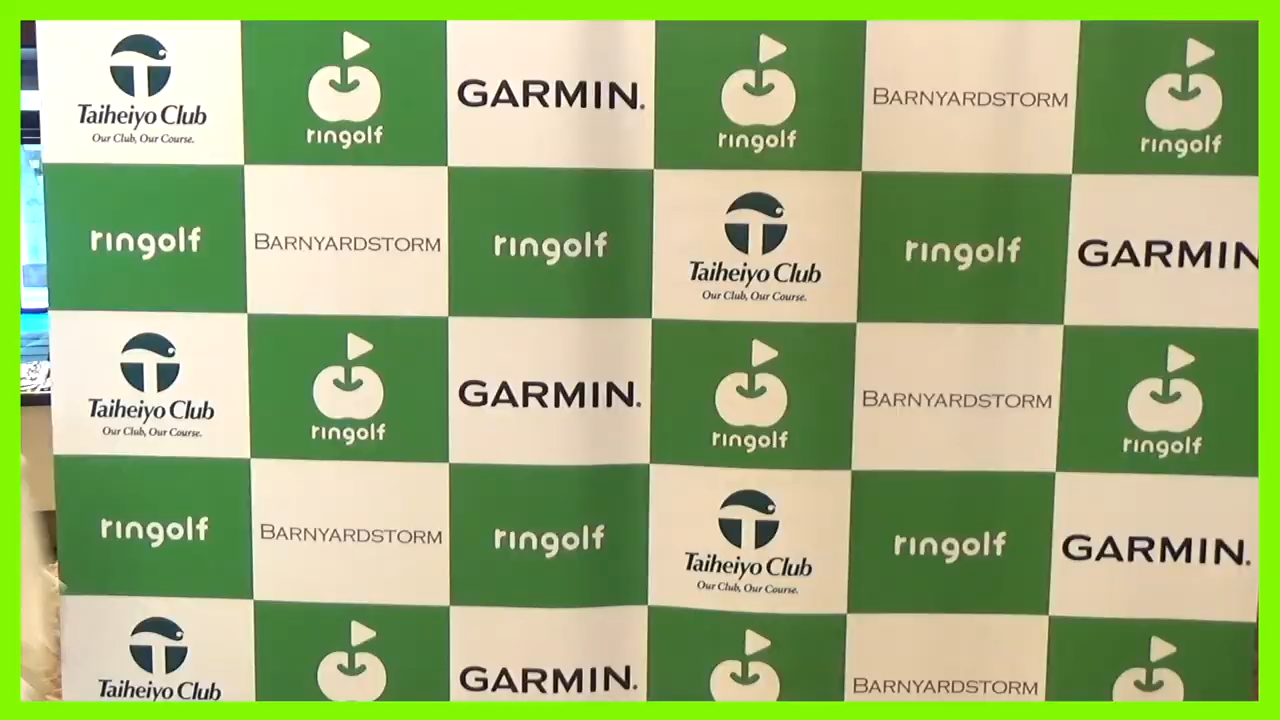 Taiheiyo Club
Our Club, Our Course.
ringolf
GARMIN.
ringolf
BARNYARDSTORM
ringolf
ringolf
BARNYARDSTORM
ringolf
Taiheiyo Club
Our Club, Our Course.
ringolf
GARMIN
Taiheiyo Club
Our Club, Our Course.
ringolf
GARMIN.
ringolf
BARNYARDSTORM
ringolf
ringolf
BARNYARDSTORM
ringolf
Taiheiyo Club
Our Club, Our Course.
ringolf
GARMIN.
Taiheiyo Club
GARMIN.
BARNYARDSTORM